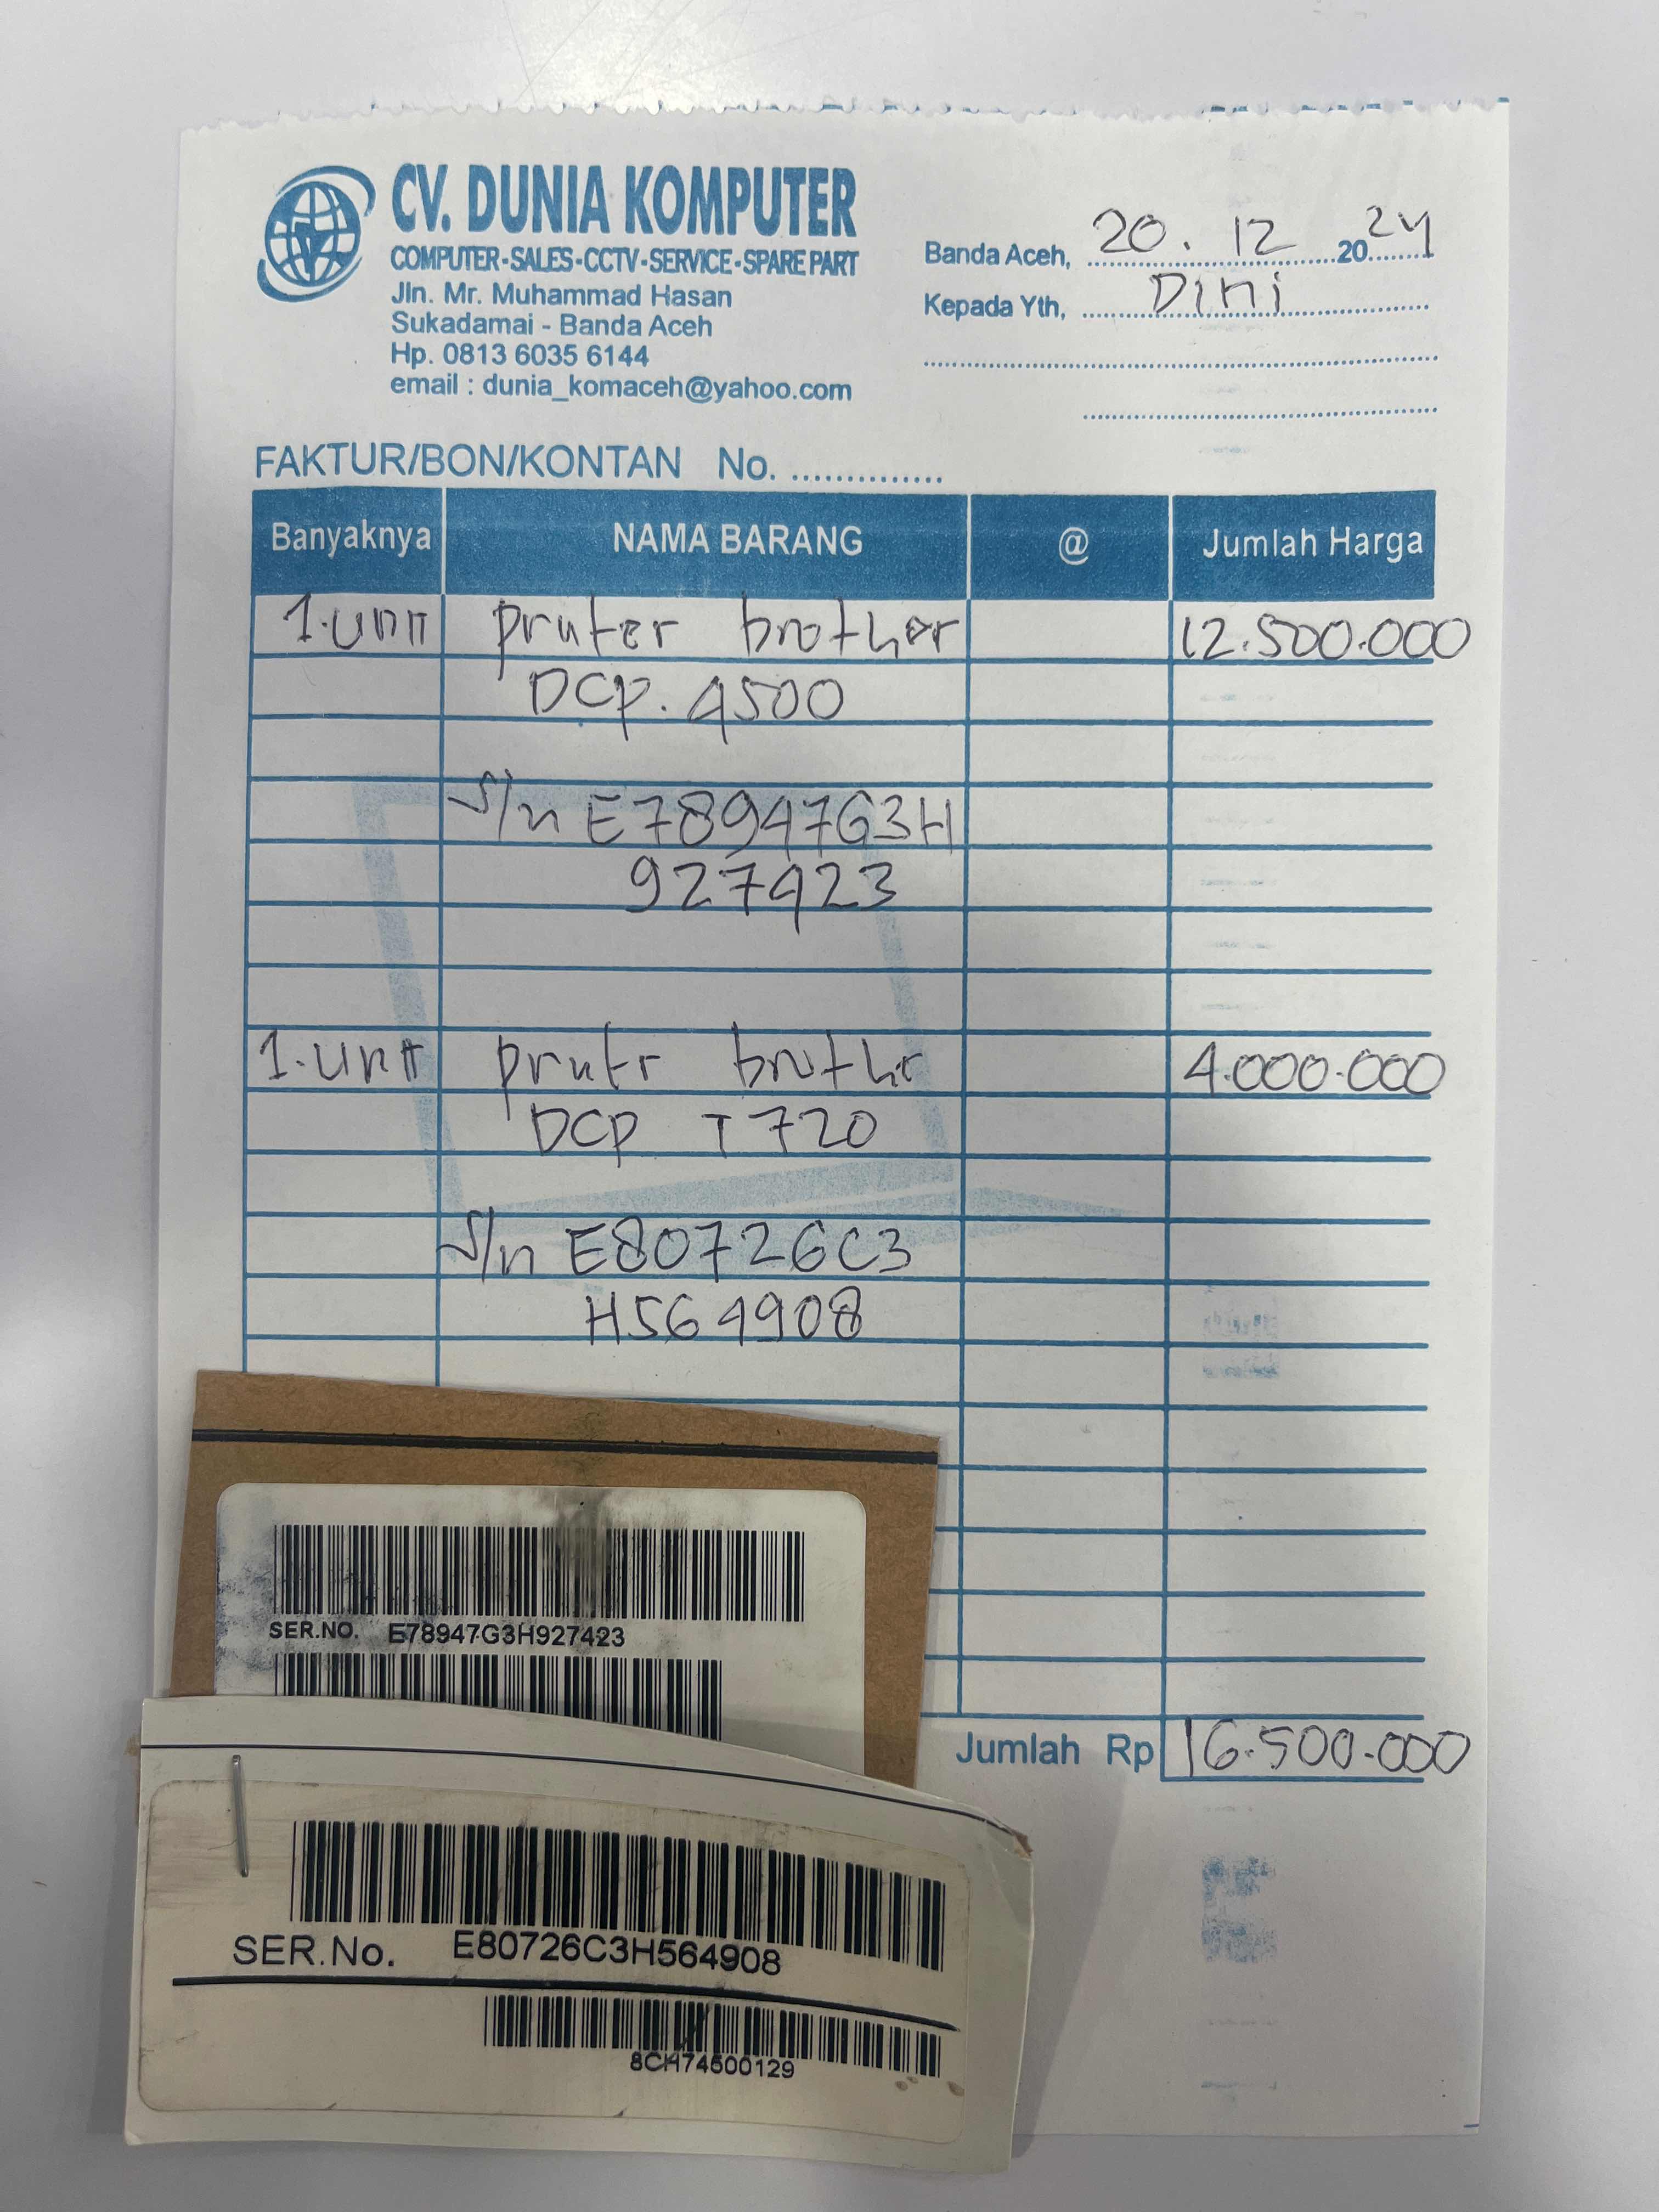 CV. DUNIA KOMPUTER
COMPUTER-SALES-CCTV-SERVICE-SPARE PART
Jln. Mr. Muhammad Hasan
Sukadamai - Banda Aceh
Hp. 0813 6035 6144
email : dunia_komaceh@yahoo.com
Banda Aceh, 20. 12 2024
Kepada Yth, Dini
FAKTUR/BON/KONTAN No. ..............
Banyaknya NAMA BARANG @ Jumlah Harga
1.unit printer brother 12.500.000
DCP. 4500
S/n E78947G3H
927423
1.unit printr brothr 4.000.000
DCP T720
S/n E80726C3
H564908
SER.NO. E78947G3H927423
Jumlah Rp 16.500.000
SER.No. E80726C3H564908
8CH74600129